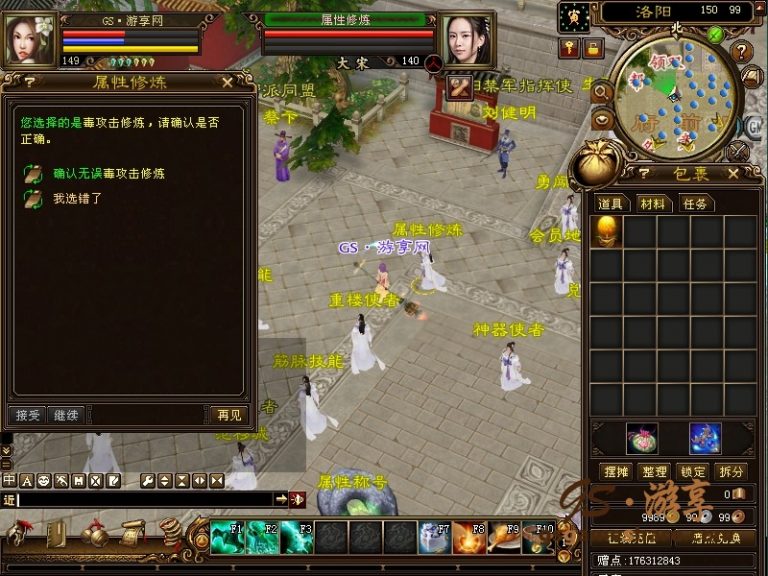 GS·游享网
149
属性修炼
大宋
140
洛阳 150 99
北
属性修炼
您选择的是毒攻击修炼，请确认是否
正确。
确认无误毒攻击修炼
我选错了
接受 继续 再见
派同盟
蔡卞
禁军指挥使
刘健明
属性修炼
GS·游享网
会员地
重楼使者
神器使者
筋脉技能
属性称号
能
者
包裹
道具 材料 任务
摆摊 整理 锁定 拆分
0
99
GS·游享
赠点:176312843
近
F1 F2 F3 F7 F8 F9 F10